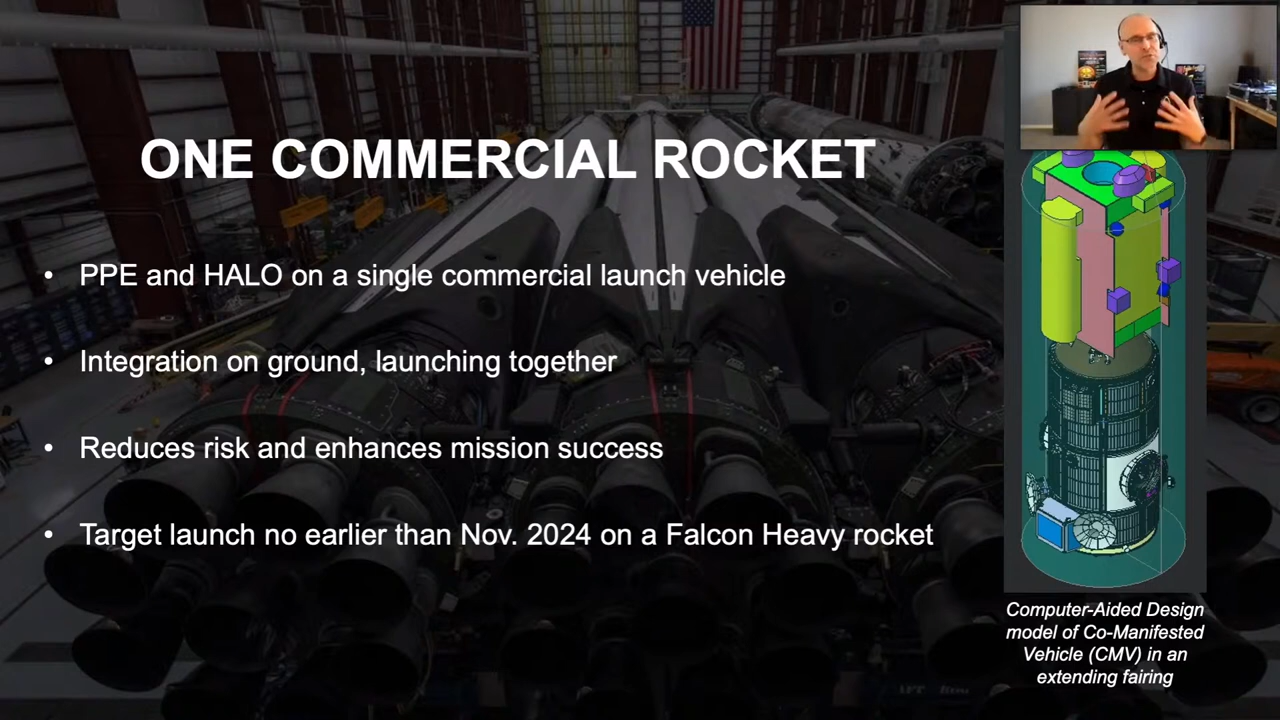 ONE COMMERCIAL ROCKET
• PPE and HALO on a single commercial launch vehicle
• Integration on ground, launching together
• Reduces risk and enhances mission success
• Target launch no earlier than Nov. 2024 on a Falcon Heavy rocket
Computer-Aided Design
model of Co-Manifested
Vehicle (CMV) in an
extending fairing